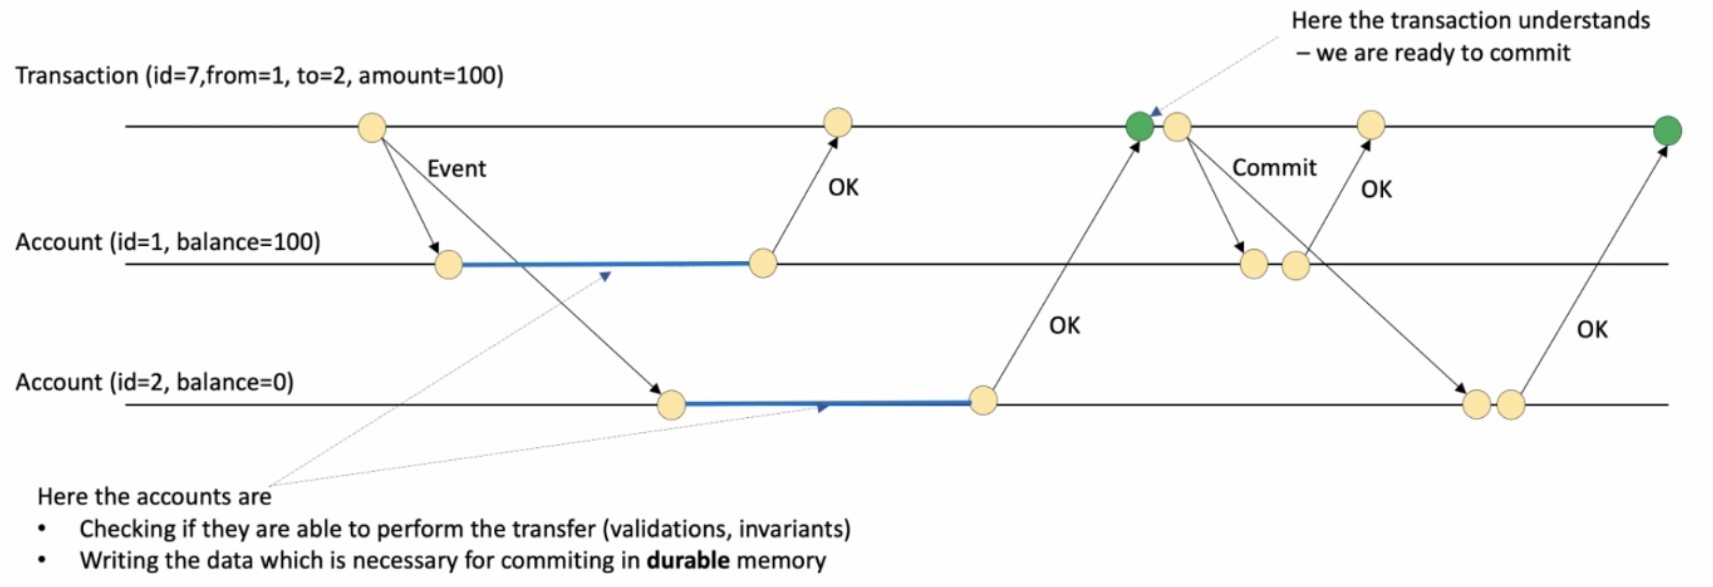 Here the transaction understands
– we are ready to commit
Transaction (id=7,from=1, to=2, amount=100)
Event
OK
Commit
OK
Account (id=1, balance=100)
OK
OK
Account (id=2, balance=0)
Here the accounts are
• Checking if they are able to perform the transfer (validations, invariants)
• Writing the data which is necessary for commiting in durable memory